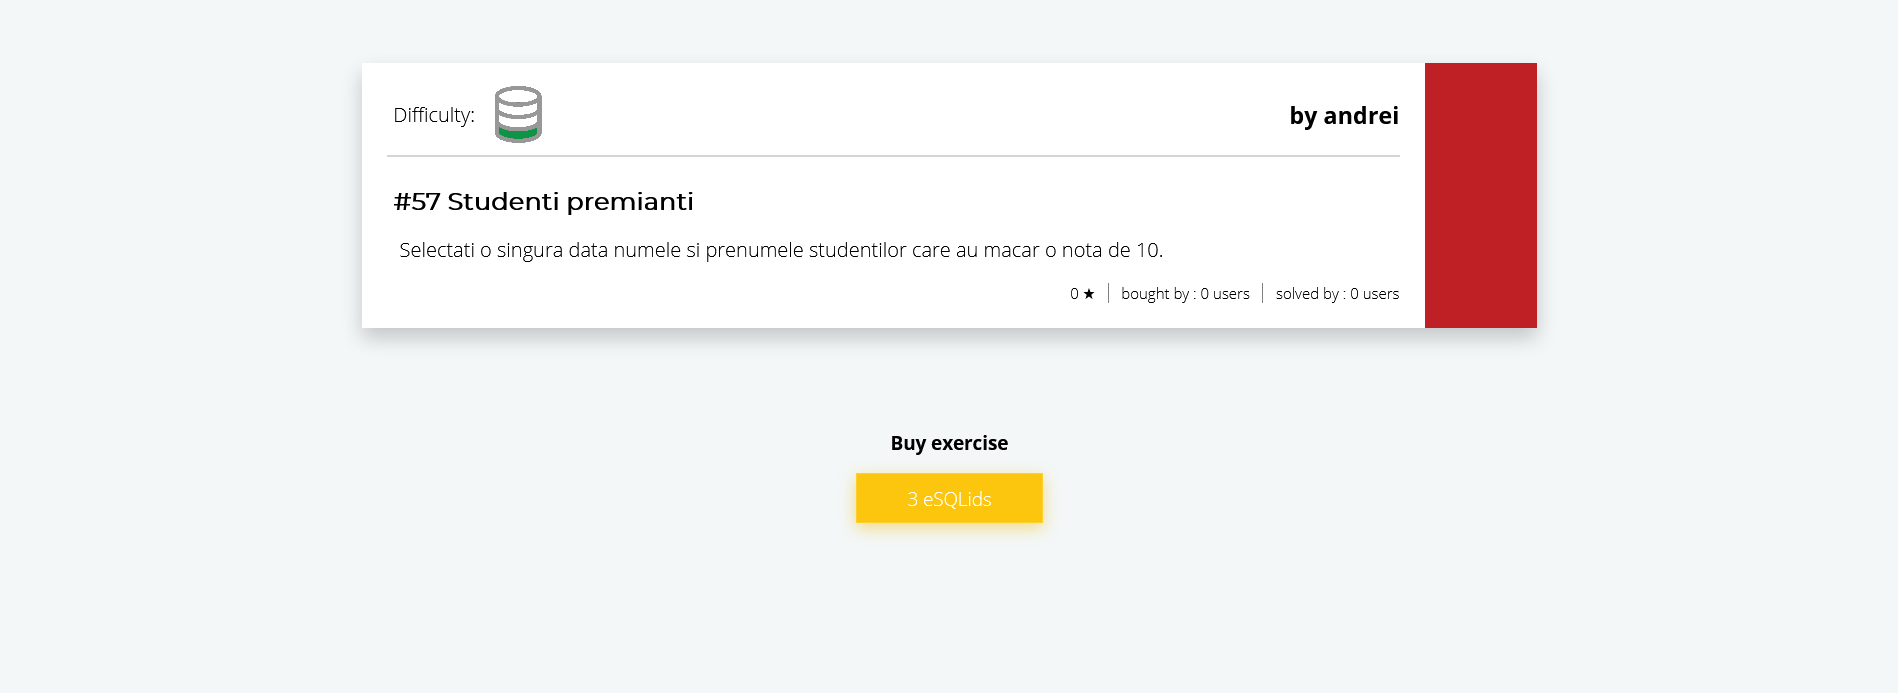 Difficulty:
by andrei
#57 Studenti premianti
Selectati o singura data numele si prenumele studentilor care au macar o nota de 10.
0 ★ | bought by : 0 users | solved by : 0 users
Buy exercise
3 eSQLids